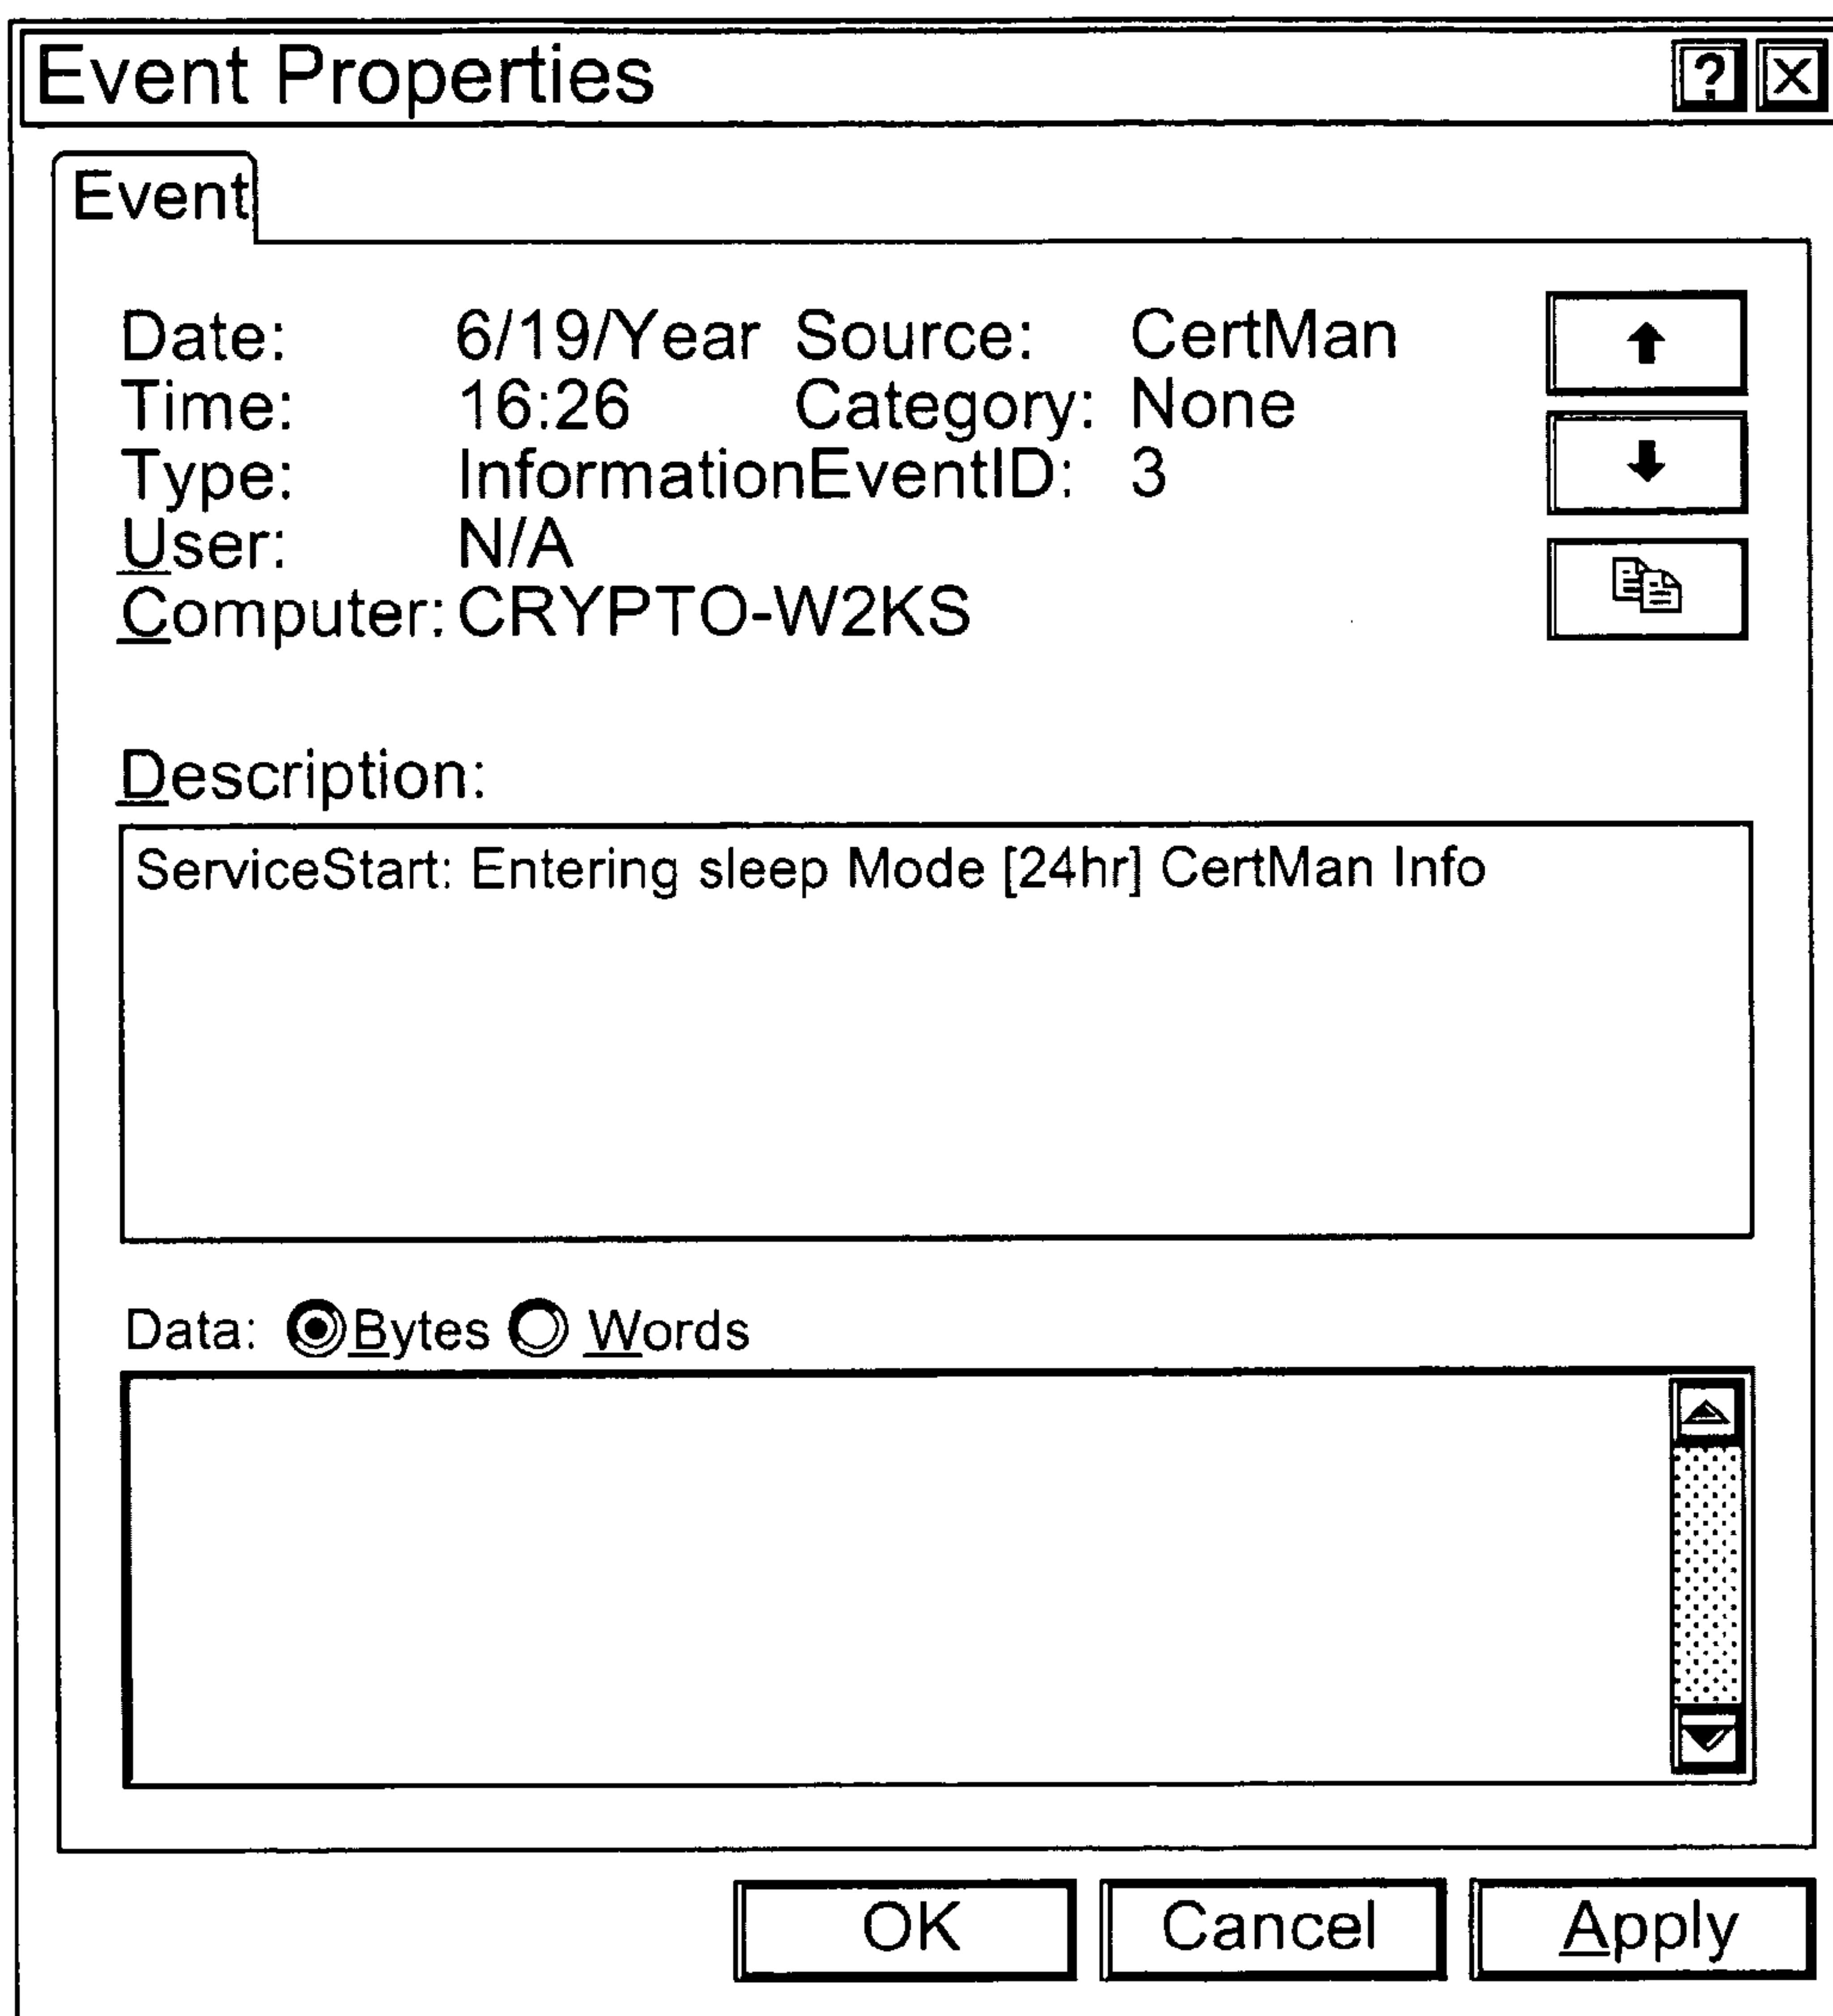 Event Properties ? X
Event
Date: 6/19/Year Source: CertMan
Time: 16:26 Category: None
Type: InformationEventID: 3
User: N/A
Computer: CRYPTO-W2KS
Description:
ServiceStart: Entering sleep Mode [24hr] CertMan Info
Data: Bytes Words
OK Cancel Apply